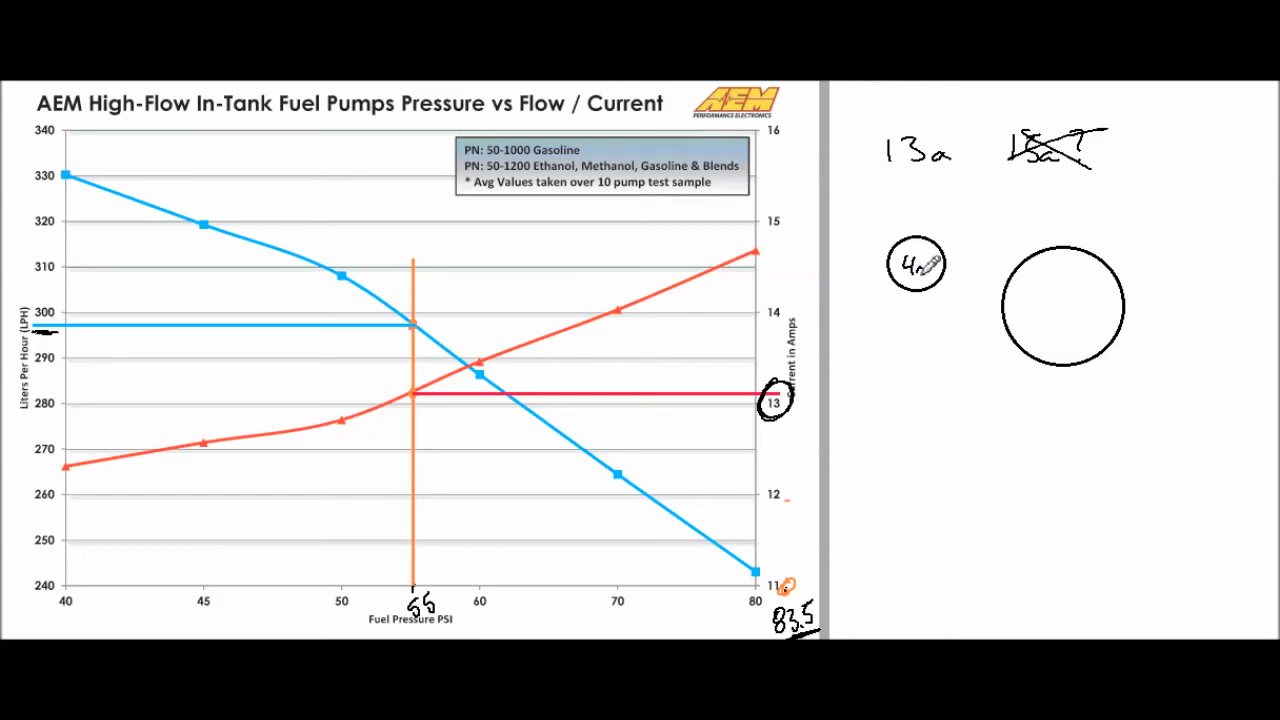 AEM High-Flow In-Tank Fuel Pumps Pressure vs Flow / Current
AEM
PERFORMANCE ELECTRONICS
PN: 50-1000 Gasoline
PN: 50-1200 Ethanol, Methanol, Gasoline & Blends
* Avg Values taken over 10 pump test sample
340
330
320
310
300
290
280
270
260
250
240
Liters Per Hour (LPH)
16
15
14
13
12
11
Current in Amps
40
45
50
55
60
70
80
Fuel Pressure PSI
83.5
13a
15a?